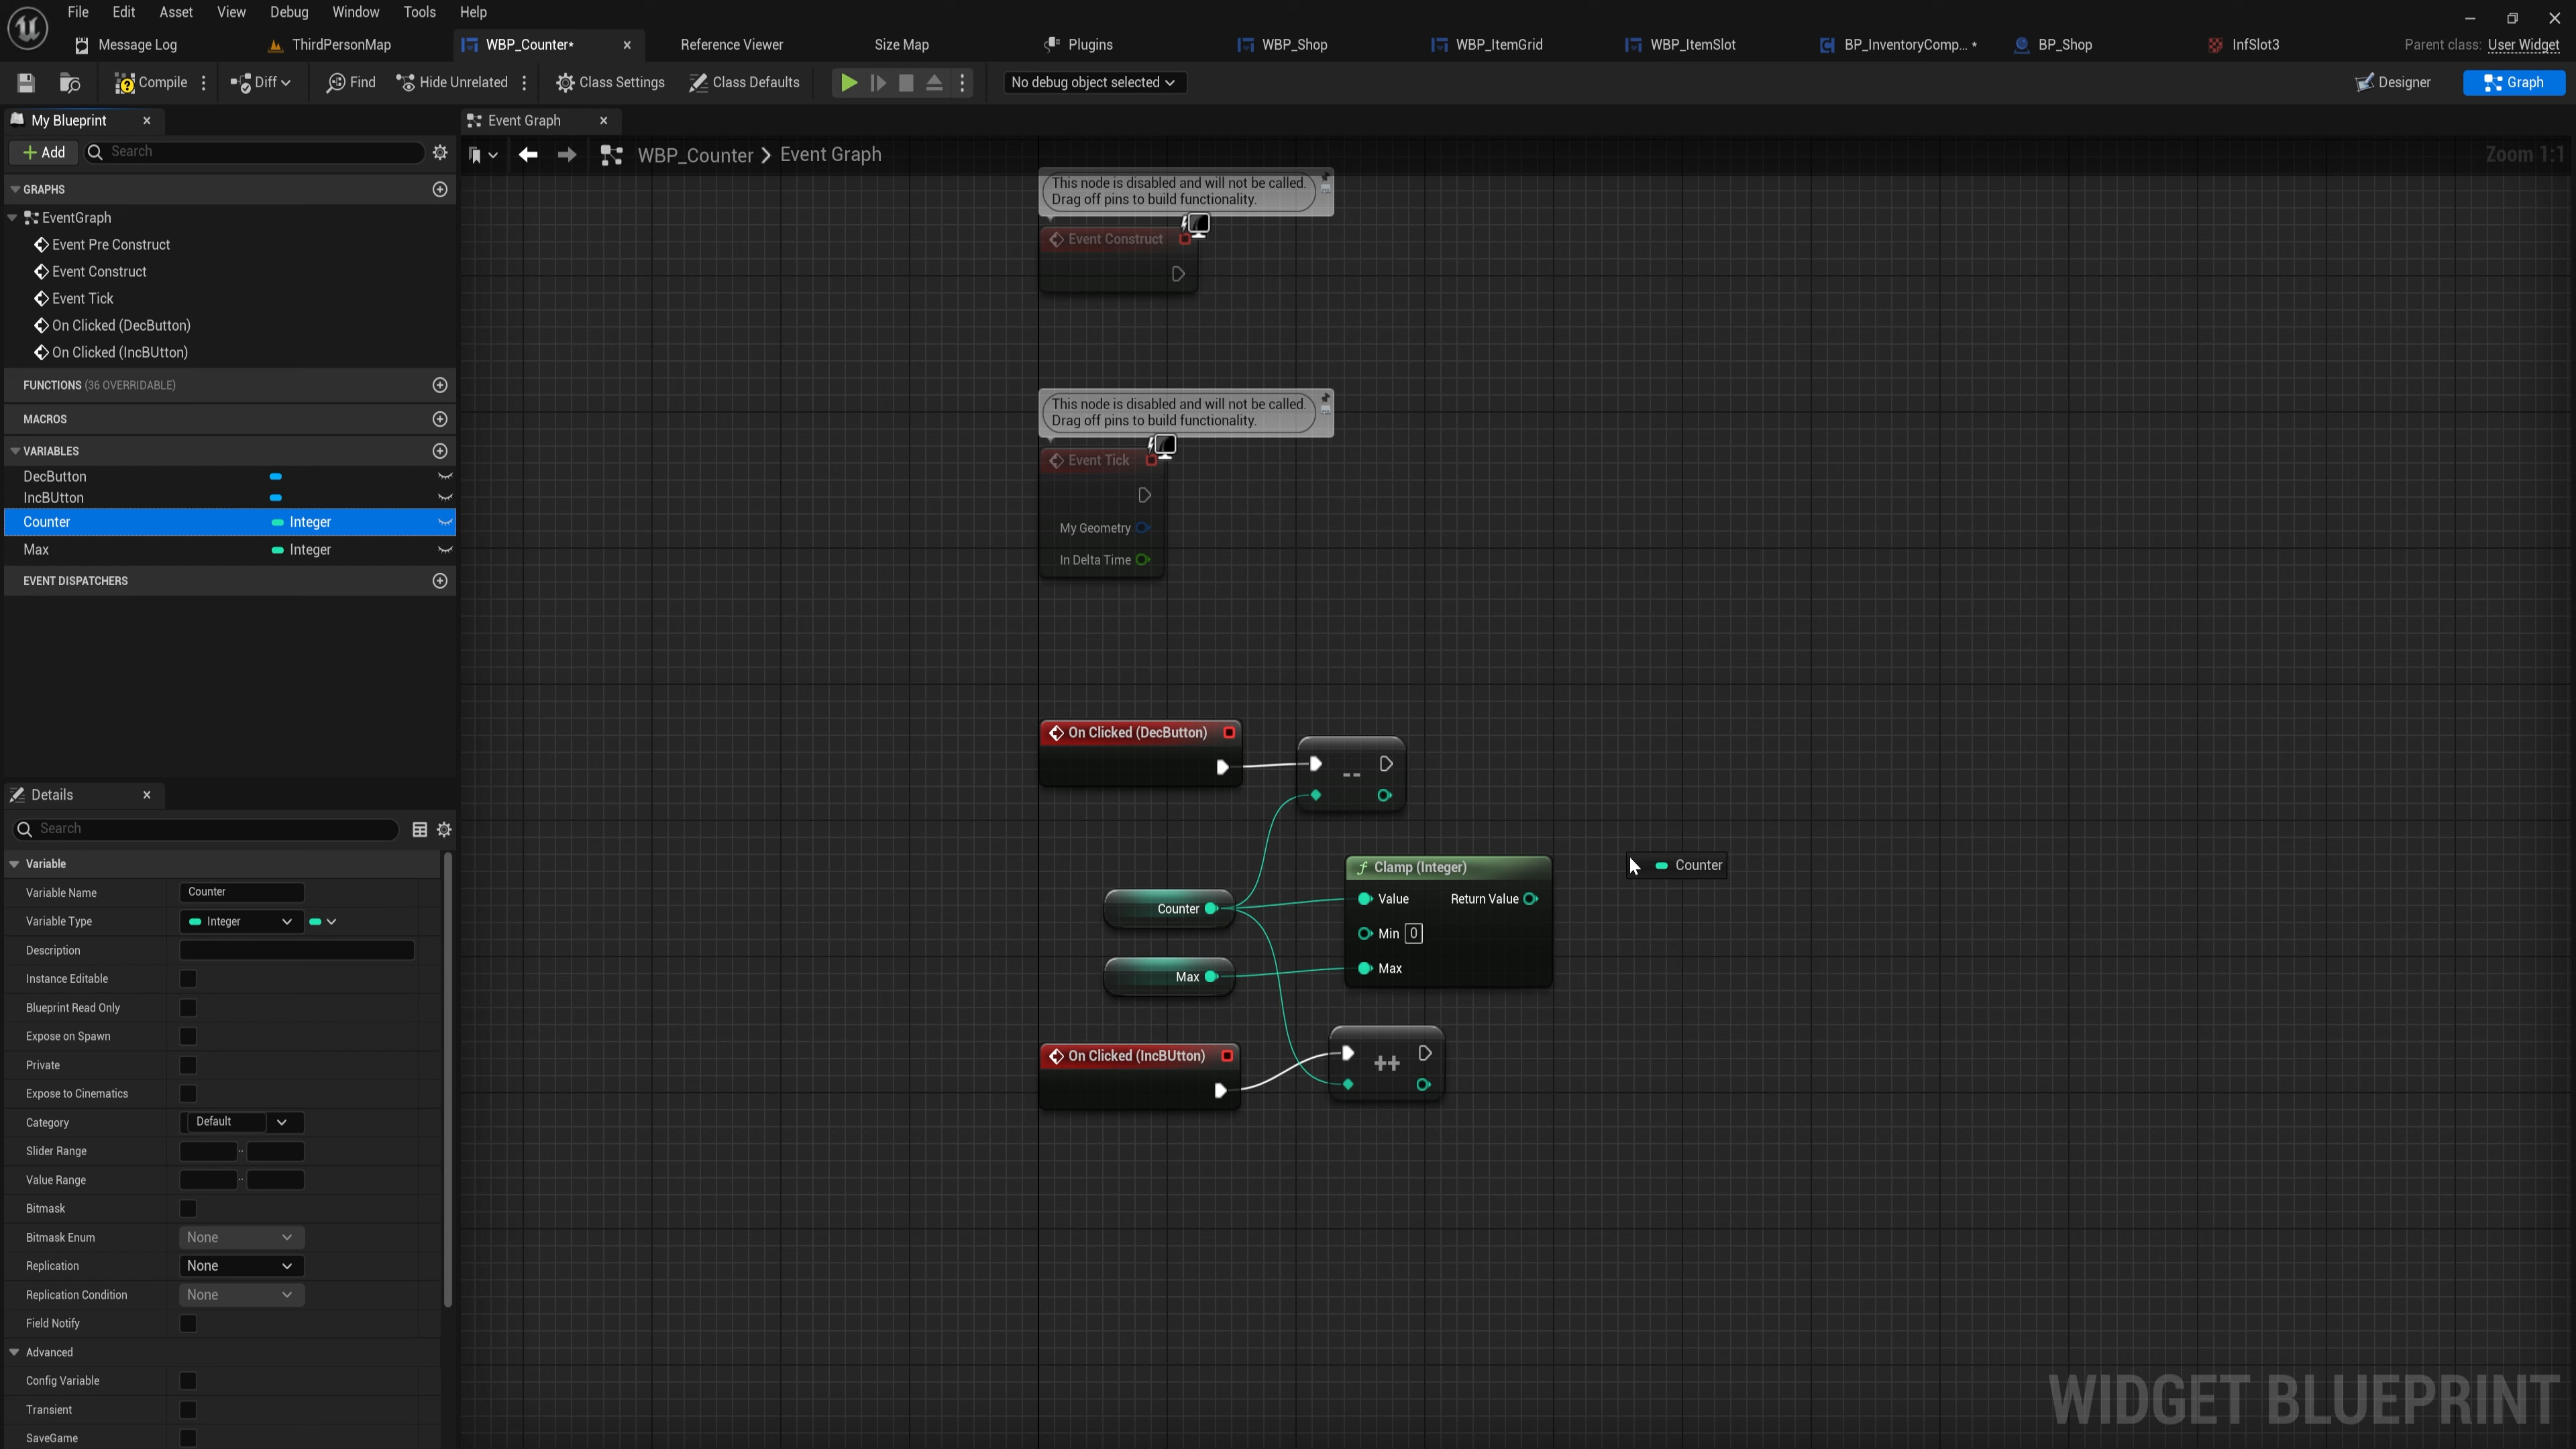 File Edit Asset View Debug Window Tools Help
Message Log ThirdPersonMap WBP_Counter* Reference Viewer Size Map Plugins WBP_Shop WBP_ItemGrid WBP_ItemSlot BP_InventoryComp... * BP_Shop InfSlot3 Parent class: User Widget
Compile Diff Find Hide Unrelated Class Settings Class Defaults No debug object selected Designer Graph
My Blueprint
Event Graph
Add Search
WBP_Counter > Event Graph
Zoom 1:1
GRAPHS
EventGraph
Event Pre Construct
Event Construct
Event Tick
On Clicked (DecButton)
On Clicked (IncBUtton)
FUNCTIONS (36 OVERRIDABLE)
MACROS
VARIABLES
DecButton
IncBUtton
Counter Integer
Max Integer
EVENT DISPATCHERS
Details
Search
Variable
Variable Name Counter
Variable Type Integer
Description
Instance Editable
Blueprint Read Only
Expose on Spawn
Private
Expose to Cinematics
Category Default
Slider Range
Value Range
Bitmask
Bitmask Enum None
Replication None
Replication Condition None
Field Notify
Advanced
Config Variable
Transient
SaveGame
This node is disabled and will not be called.
Drag off pins to build functionality.
Event Construct
This node is disabled and will not be called.
Drag off pins to build functionality.
Event Tick
My Geometry
In Delta Time
On Clicked (DecButton)
--
Clamp (Integer)
Value Return Value
Min 0
Max
Counter
Counter
Max
On Clicked (IncBUtton)
++
WIDGET BLUEPRINT